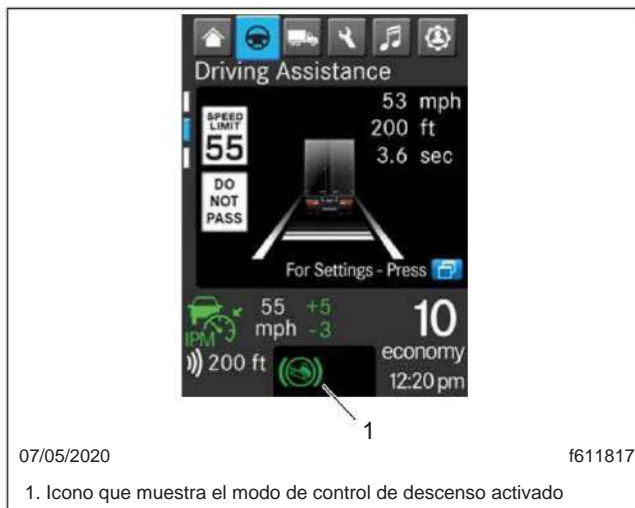 Driving Assistance
SPEED
LIMIT
55
DO
NOT
PASS
53 mph
200 ft
3.6 sec
For Settings - Press
IPM
55 +5
mph -3
200 ft
10
economy
12:20 pm
1
07/05/2020 f611817
1. Icono que muestra el modo de control de descenso activado